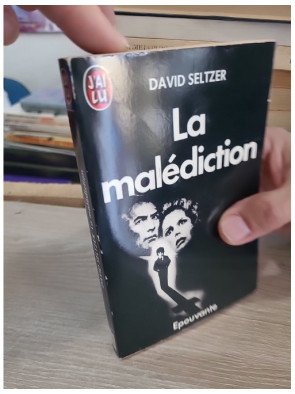 J'AI
LU
DAVID SELTZER
La
malédiction
Epouvante